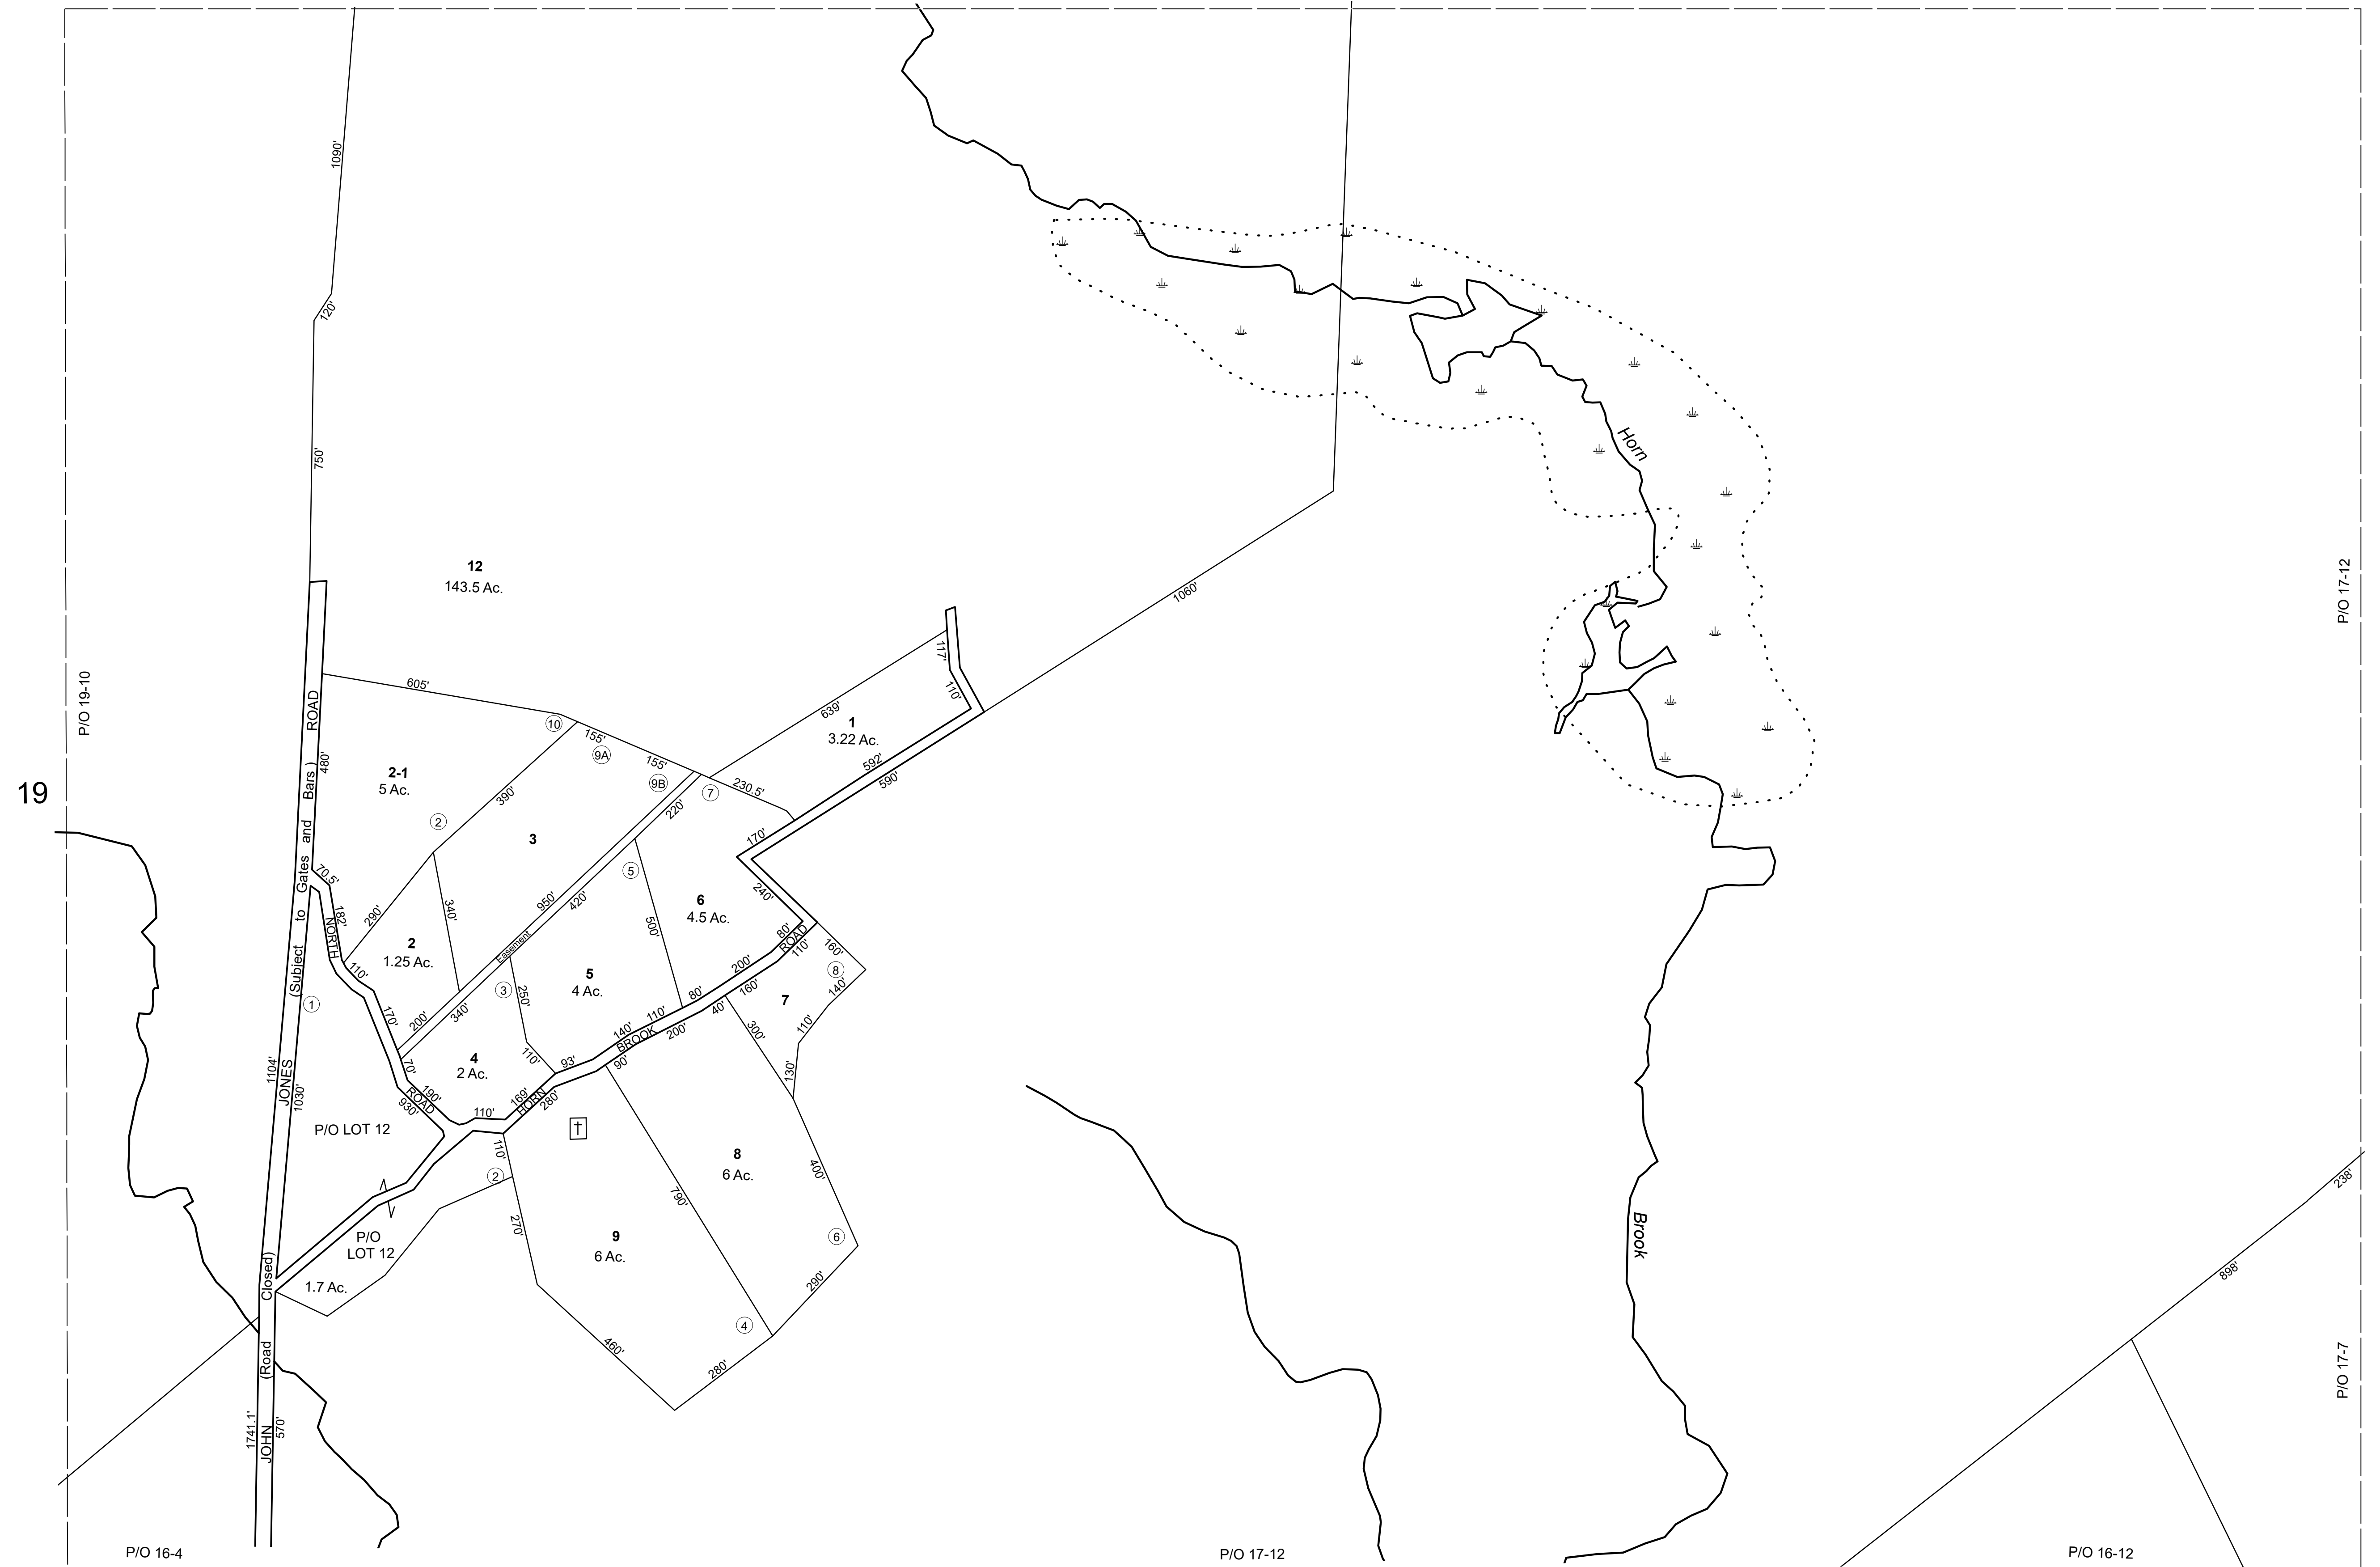 1090'
120'
750'
12
143.5 Ac.
Horn
1060'
P/O 19-10
P/O 17-12
19
605'
10
155'
9A
155'
9B
7
230.5'
639'
1
3.22 Ac.
117'
110'
592'
590'
170'
240'
ROAD
480'
2-1
5 Ac.
390'
2
3
220'
5
6
4.5 Ac.
(Subject to Gates and Bars)
70.5'
182'
NORTH
290'
340'
950'
420'
500'
80'
ROAD
110'
160'
8
2
1.25 Ac.
Easement
110'
1
3
250'
5
4 Ac.
200'
80'
160'
40'
7
140'
110'
170'
200'
340'
140'
110'
BROOK
200'
300'
130'
4
2 Ac.
70'
190'
ROAD
930'
110'
93'
90'
110'
169'
HORN
280'
†
1104'
JONES
1030'
P/O LOT 12
110'
2
270'
8
6 Ac.
400'
790'
6
290'
9
6 Ac.
P/O
LOT 12
1.7 Ac.
4
460'
280'
(Road Closed)
1741.1'
JOHN
570'
Brook
238'
898'
P/O 17-7
P/O 16-4
P/O 17-12
P/O 16-12